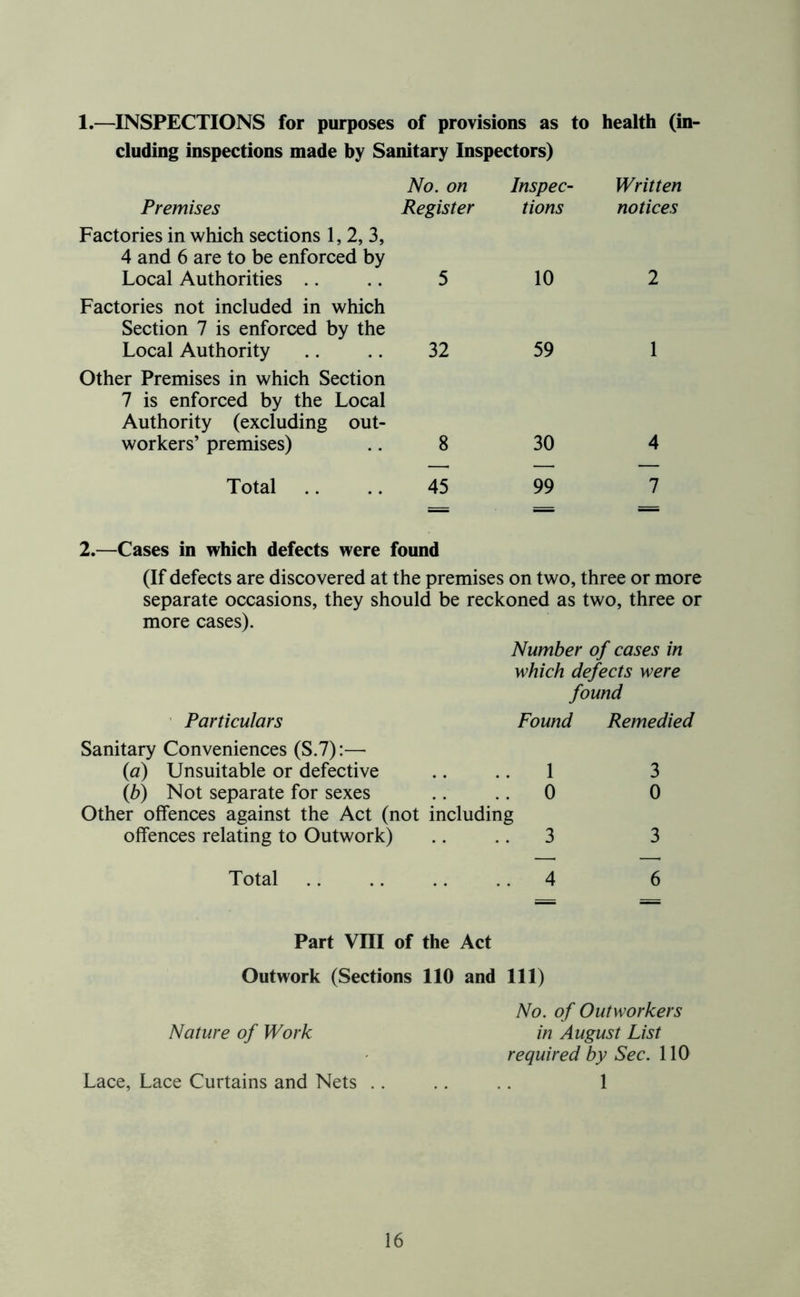 1.—INSPECTIONS for purposes of provisions as to health (in-
cluding inspections made by Sanitary Inspectors)
No. on Inspec- Written
Premises Register tions notices
Factories in which sections 1, 2, 3,
4 and 6 are to be enforced by
Local Authorities .. .. 5 10 2
Factories not included in which
Section 7 is enforced by the
Local Authority .. .. 32 59 1
Other Premises in which Section
7 is enforced by the Local
Authority (excluding out-
workers' premises) .. 8 30 4
Total .. .. 45 99 7
2.—Cases in which defects were found
(If defects are discovered at the premises on two, three or more
separate occasions, they should be reckoned as two, three or
more cases).
Number of cases in
which defects were
found
Particulars Found Remedied
Sanitary Conveniences (S.7):—
(a) Unsuitable or defective .. .. 1 3
(b) Not separate for sexes .. .. 0 0
Other offences against the Act (not including
offences relating to Outwork) .. .. 3 3
Total .. .. .. .. 4 6
Part VIII of the Act
Outwork (Sections 110 and 111)
No. of Outworkers
Nature of Work in August List
required by Sec. 110
Lace, Lace Curtains and Nets .. .. .. 1
16